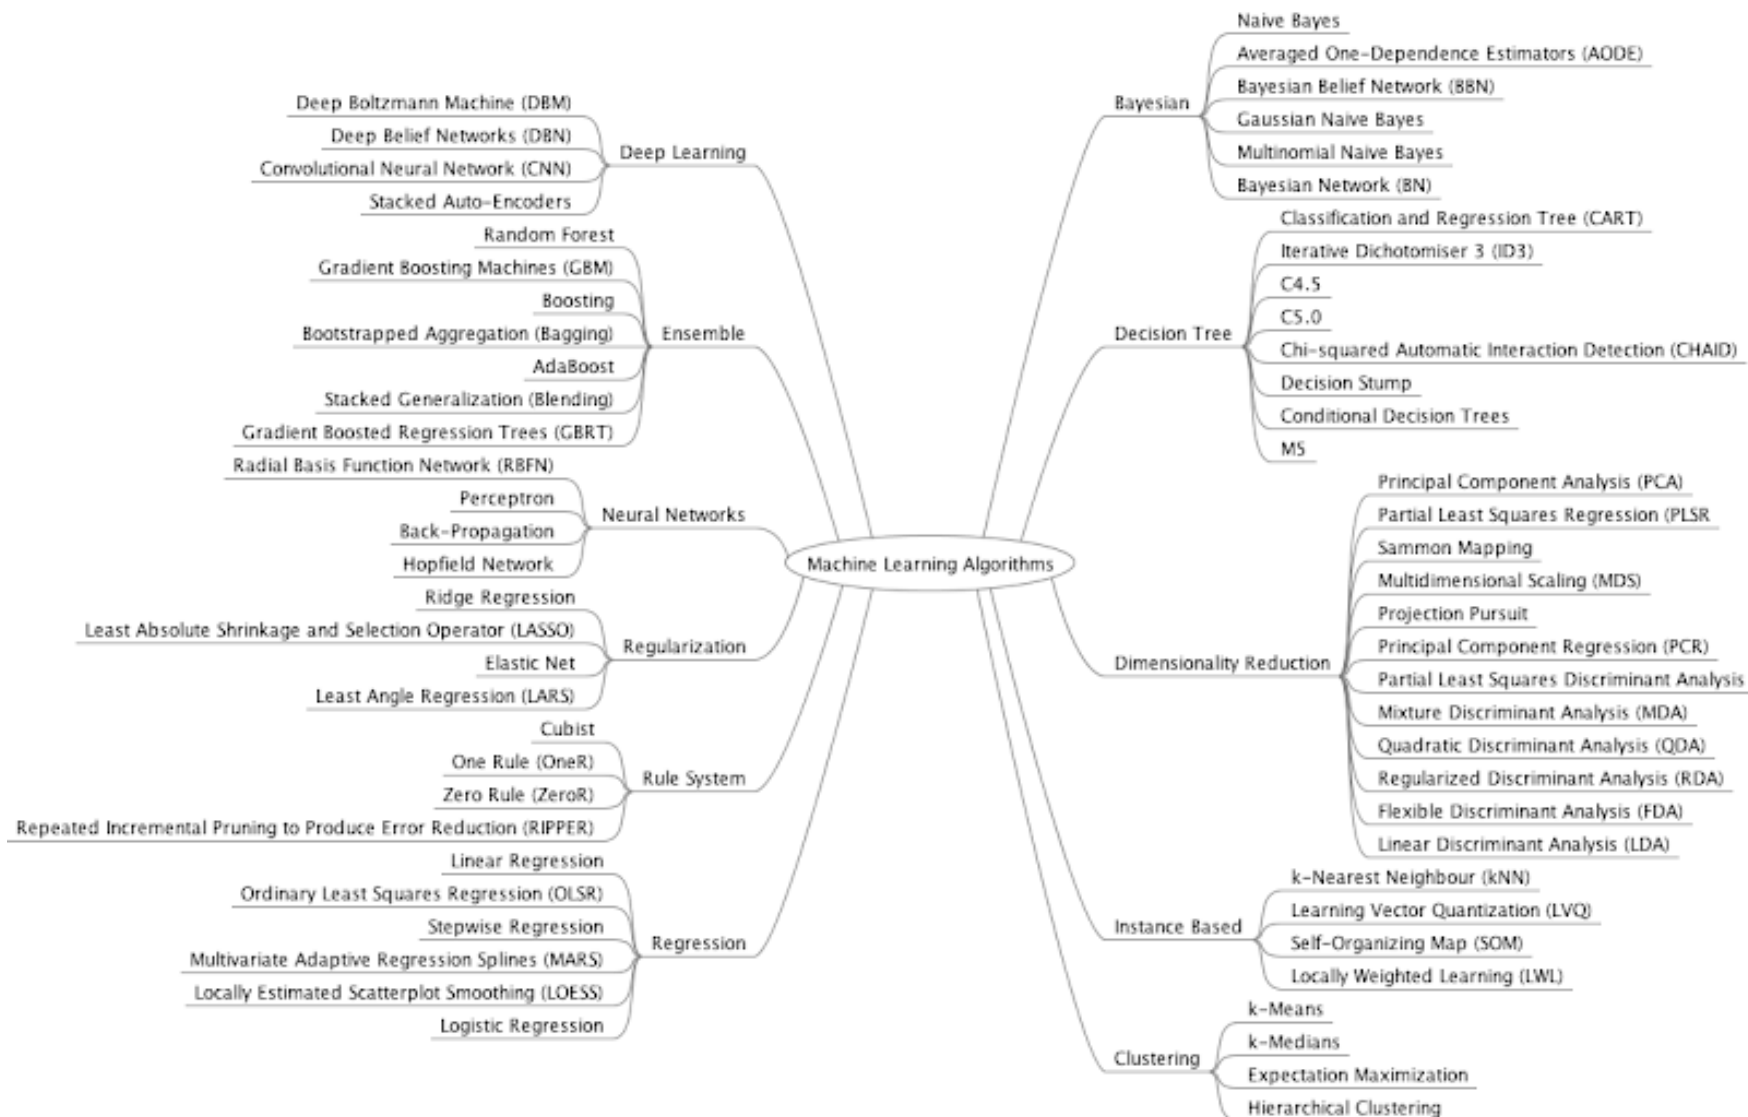 Machine Learning Algorithms
Deep Learning
Deep Boltzmann Machine (DBM)
Deep Belief Networks (DBN)
Convolutional Neural Network (CNN)
Stacked Auto-Encoders
Ensemble
Random Forest
Gradient Boosting Machines (GBM)
Boosting
Bootstrapped Aggregation (Bagging)
AdaBoost
Stacked Generalization (Blending)
Gradient Boosted Regression Trees (GBRT)
Neural Networks
Radial Basis Function Network (RBFN)
Perceptron
Back-Propagation
Hopfield Network
Regularization
Ridge Regression
Least Absolute Shrinkage and Selection Operator (LASSO)
Elastic Net
Least Angle Regression (LARS)
Rule System
Cubist
One Rule (OneR)
Zero Rule (ZeroR)
Repeated Incremental Pruning to Produce Error Reduction (RIPPER)
Regression
Linear Regression
Ordinary Least Squares Regression (OLSR)
Stepwise Regression
Multivariate Adaptive Regression Splines (MARS)
Locally Estimated Scatterplot Smoothing (LOESS)
Logistic Regression
Bayesian
Naive Bayes
Averaged One-Dependence Estimators (AODE)
Bayesian Belief Network (BBN)
Gaussian Naive Bayes
Multinomial Naive Bayes
Bayesian Network (BN)
Decision Tree
Classification and Regression Tree (CART)
Iterative Dichotomiser 3 (ID3)
C4.5
C5.0
Chi-squared Automatic Interaction Detection (CHAID)
Decision Stump
Conditional Decision Trees
M5
Dimensionality Reduction
Principal Component Analysis (PCA)
Partial Least Squares Regression (PLSR
Sammon Mapping
Multidimensional Scaling (MDS)
Projection Pursuit
Principal Component Regression (PCR)
Partial Least Squares Discriminant Analysis
Mixture Discriminant Analysis (MDA)
Quadratic Discriminant Analysis (QDA)
Regularized Discriminant Analysis (RDA)
Flexible Discriminant Analysis (FDA)
Linear Discriminant Analysis (LDA)
Instance Based
k-Nearest Neighbour (kNN)
Learning Vector Quantization (LVQ)
Self-Organizing Map (SOM)
Locally Weighted Learning (LWL)
Clustering
k-Means
k-Medians
Expectation Maximization
Hierarchical Clustering